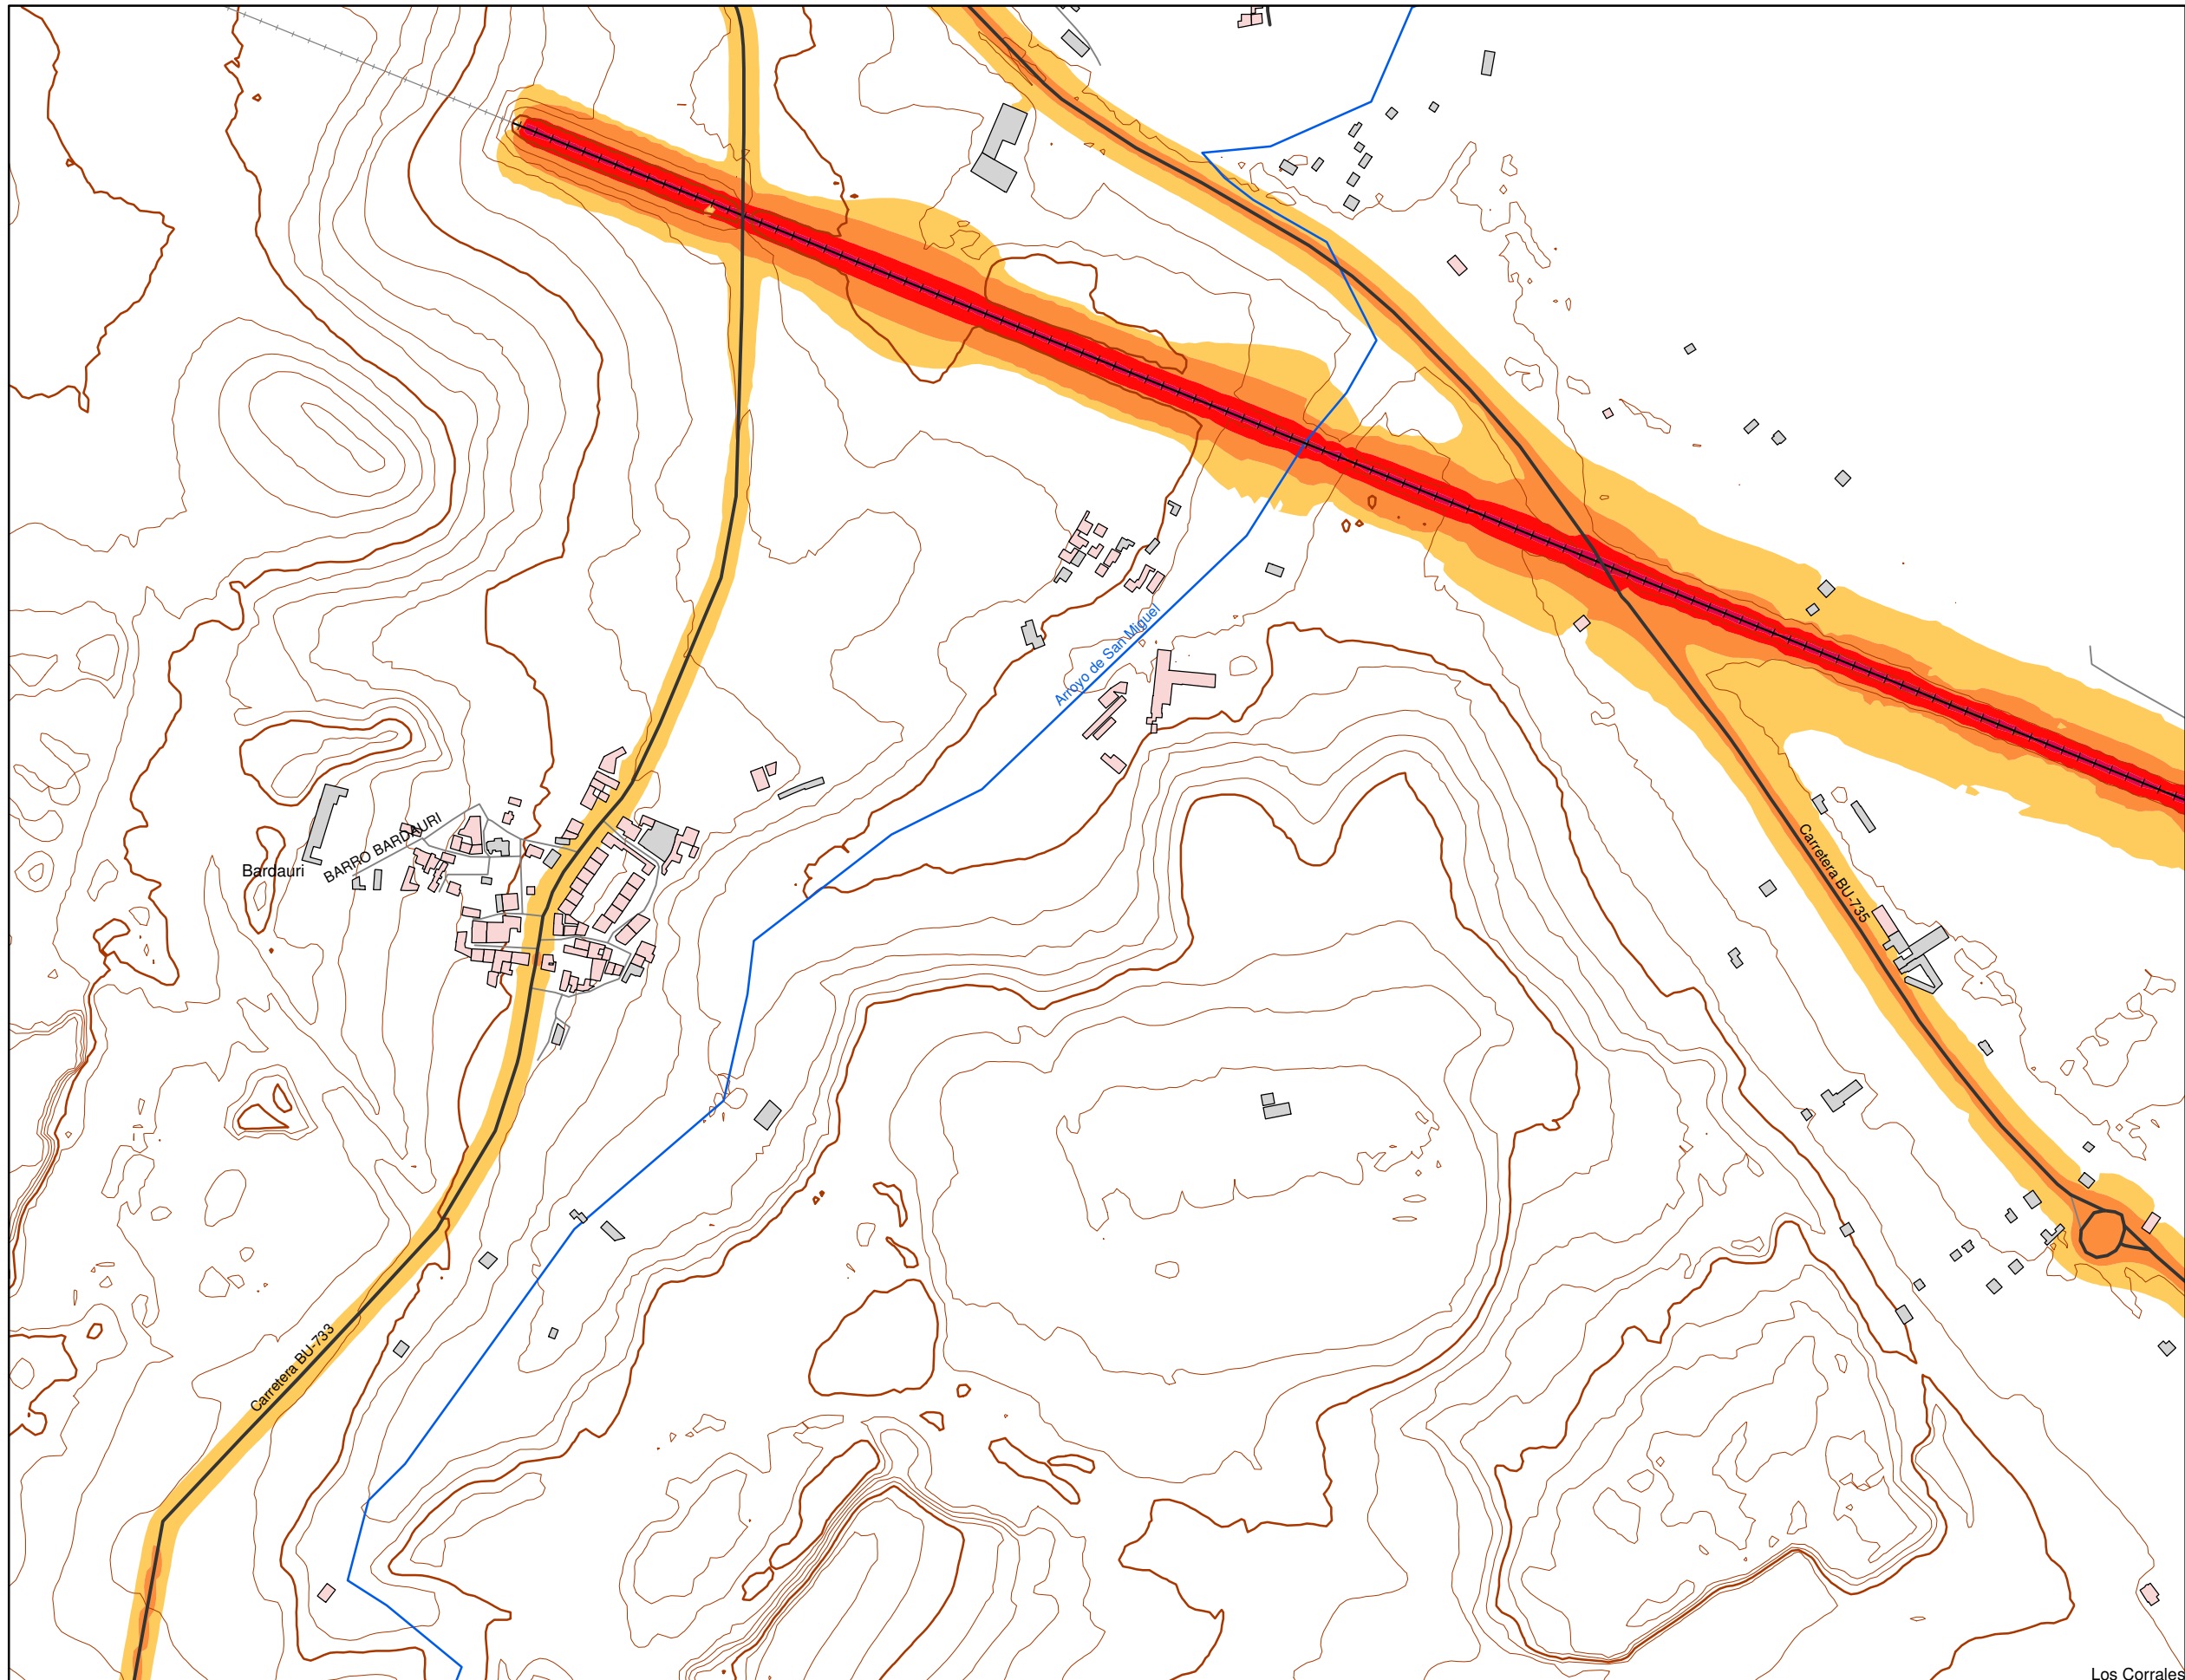 Arroyo de San Miguel
BARRO BARDAURI
Bardauri
Carretera BU-735
Carretera BU-733
Los Corrales